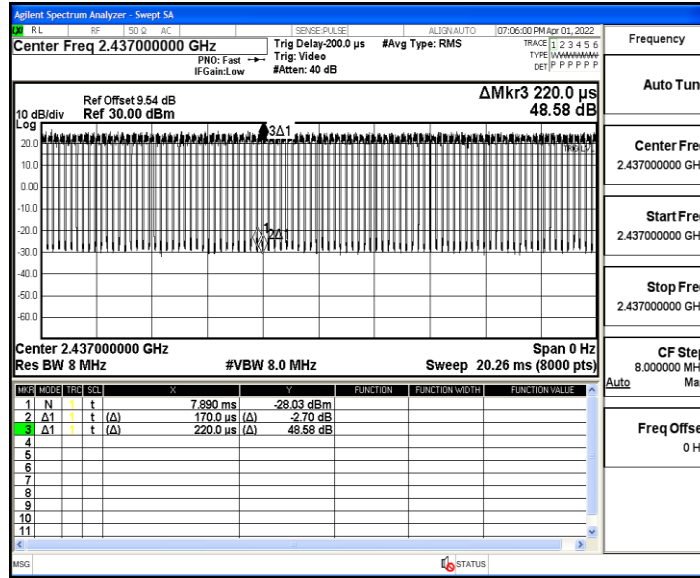 Agilent Spectrum Analyzer - Swept SA
RL RF 50 Ω AC SENSE:PULSE ALIGNAUTO 07:06:00 PM Apr 01, 2022
Center Freq 2.437000000 GHz
PNO: Fast
IFGain:Low
Trig Delay-200.0 µs
Trig: Video
#Atten: 40 dB
#Avg Type: RMS
TRACE 1 2 3 4 5 6
TYPE WWWWWW
DET P P P P P P
Ref Offset 9.54 dB
10 dB/div Ref 30.00 dBm
Log
ΔMkr3 220.0 µs
48.58 dB
3Δ1
20.0
TRIG LVL
10.0
0.00
-10.0
-20.0
1
2Δ1
-30.0
-40.0
-50.0
-60.0
Center 2.437000000 GHz Span 0 Hz
Res BW 8 MHz #VBW 8.0 MHz Sweep 20.26 ms (8000 pts)
MKR MODE TRC SCL X Y FUNCTION FUNCTION WIDTH FUNCTION VALUE
1 N 1 t 7.890 ms -28.03 dBm
2 Δ1 1 t (Δ) 170.0 µs (Δ) -2.70 dB
3 Δ1 1 t (Δ) 220.0 µs (Δ) 48.58 dB
4
5
6
7
8
9
10
11
MSG STATUS
Frequency
Auto Tun
Center Fre
2.437000000 GH
Start Fre
2.437000000 GH
Stop Fre
2.437000000 GH
CF Ste
8.000000 MH
Auto Ma
Freq Offse
0 H